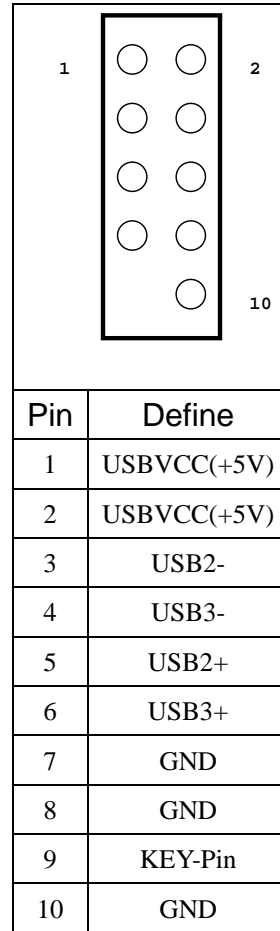 1 2
10
Pin Define
1 USBVCC(+5V)
2 USBVCC(+5V)
3 USB2-
4 USB3-
5 USB2+
6 USB3+
7 GND
8 GND
9 KEY-Pin
10 GND